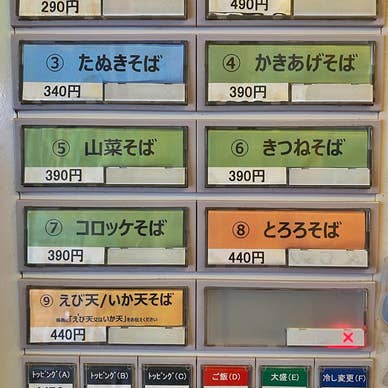 290円
490円
③ たぬきそば
340円
④ かきあげそば
390円
⑤ 山菜そば
390円
⑥ きつねそば
390円
⑦ コロッケそば
390円
⑧ とろろそば
440円
⑨ えび天/いか天そば
440円
トッピング(A)
トッピング(B)
トッピング(C)
ご飯(D)
大盛(E)
冷し変更(F)